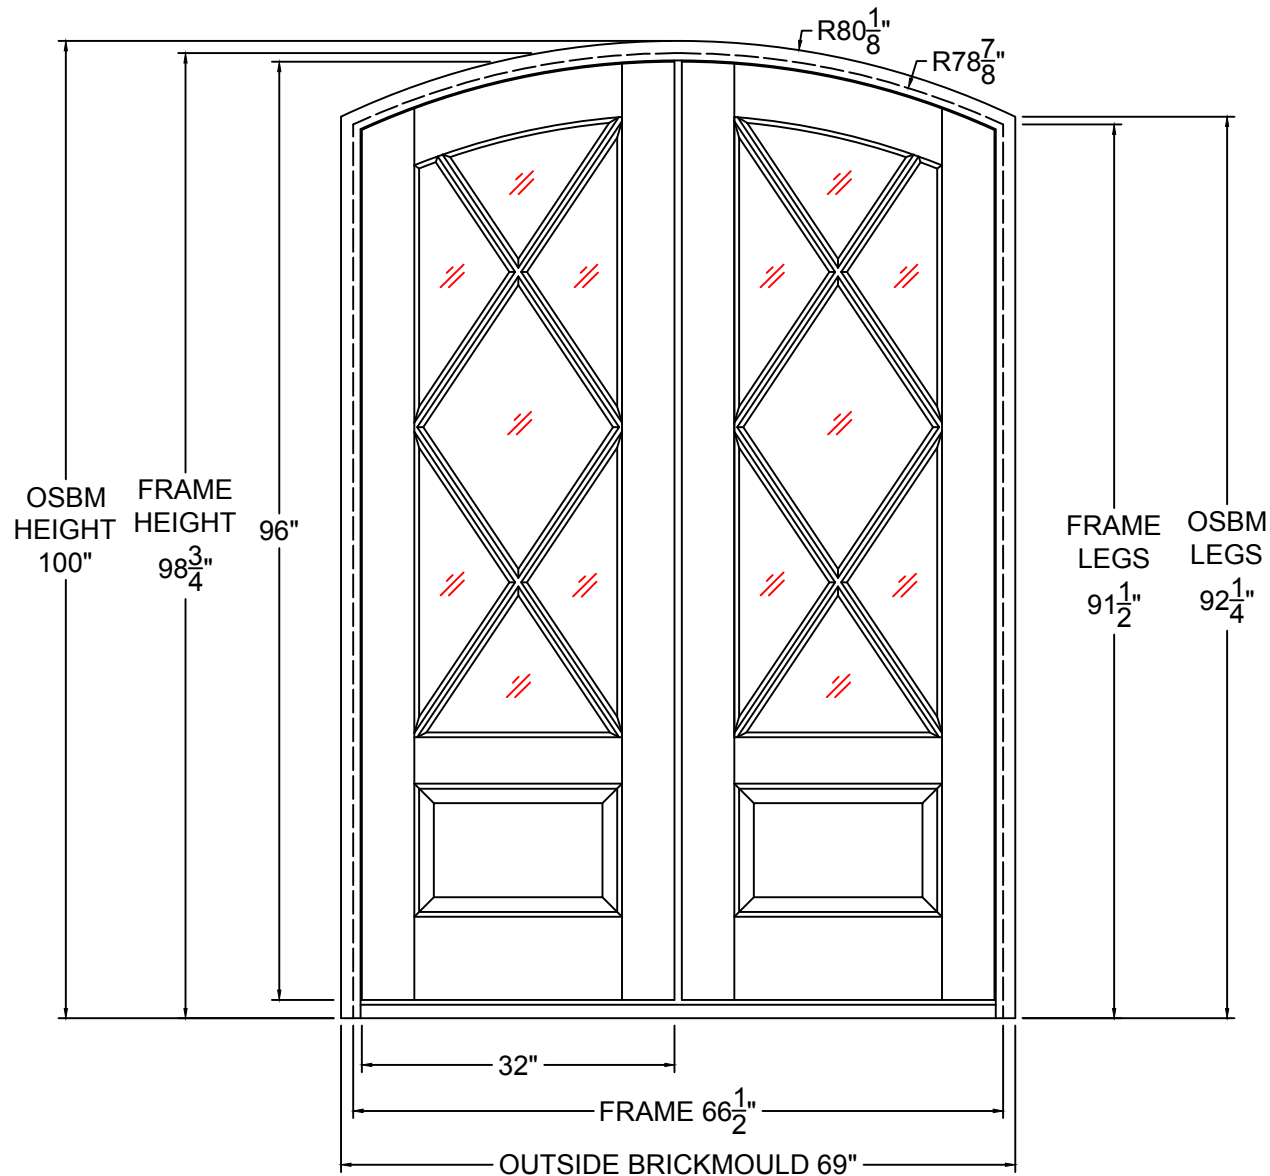 R80 1/8"
R78 7/8"
OSBM
HEIGHT
100"
FRAME
HEIGHT
98 3/4"
96"
FRAME
LEGS
91 1/2"
OSBM
LEGS
92 1/4"
32"
FRAME 66 1/2"
OUTSIDE BRICKMOULD 69"